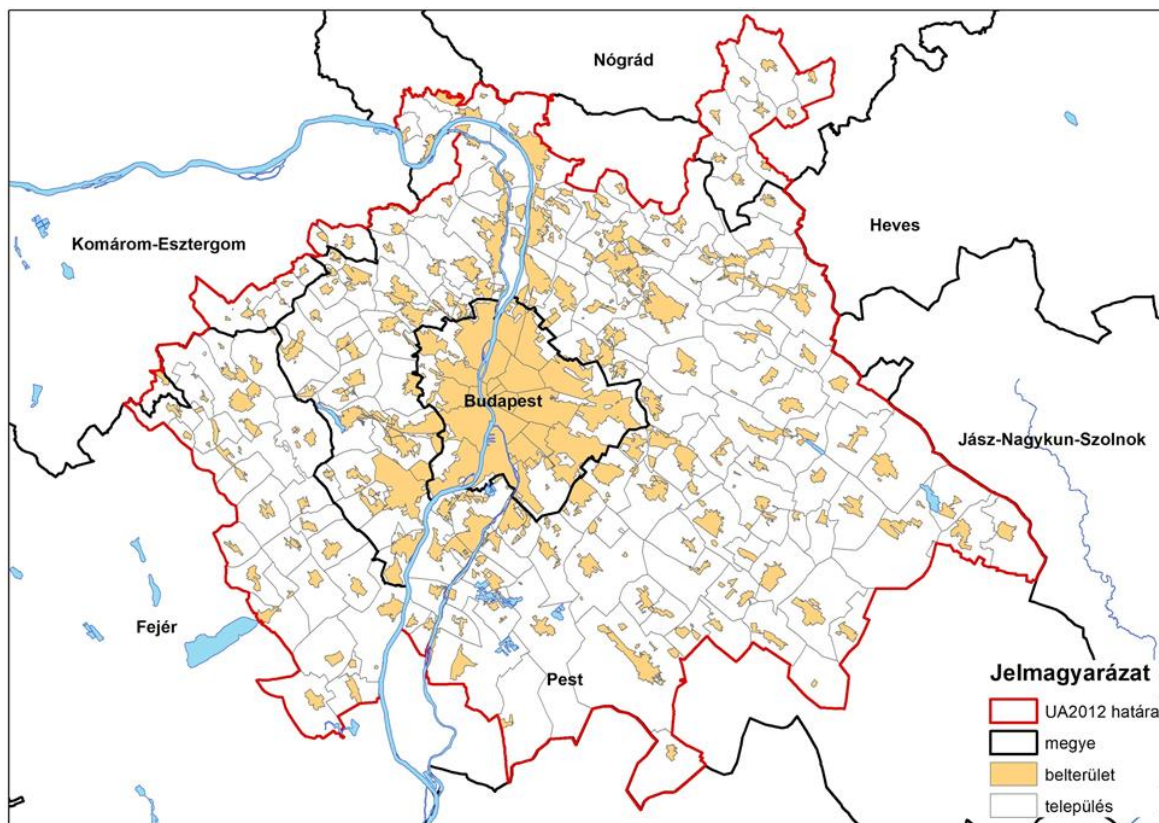 Nógrád
Heves
Komárom-Esztergom
Budapest
Jász-Nagykun-Szolnok
Fejér
Pest
Jelmagyarázat
UA2012 határa
megye
belterület
település